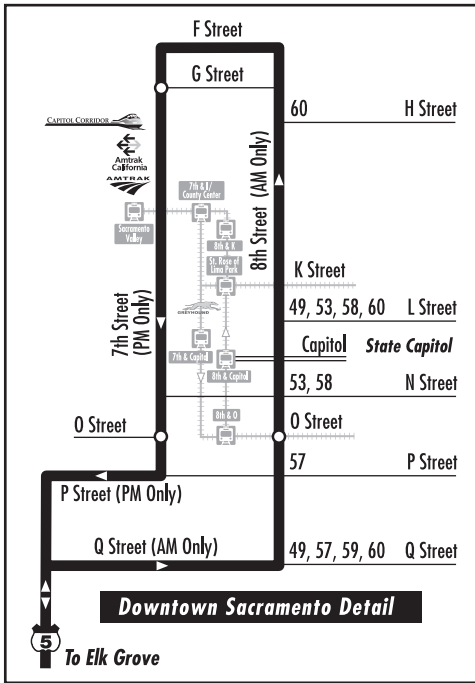 F Street
G Street
60 H Street
CAPITOL CORRIDOR
Amtrak
California
AMTRAK
7th & I/
County Center
8th Street (AM Only)
Sacramento
Valley
8th & K
St. Rose of
Lima Park
K Street
GREYHOUND
49, 53, 58, 60 L Street
7th Street
(PM Only)
7th & Capitol
8th & Capitol
Capitol State Capitol
53, 58 N Street
8th & O
O Street
O Street
57 P Street
P Street (PM Only)
Q Street (AM Only)
49, 57, 59, 60 Q Street
Downtown Sacramento Detail
5
To Elk Grove